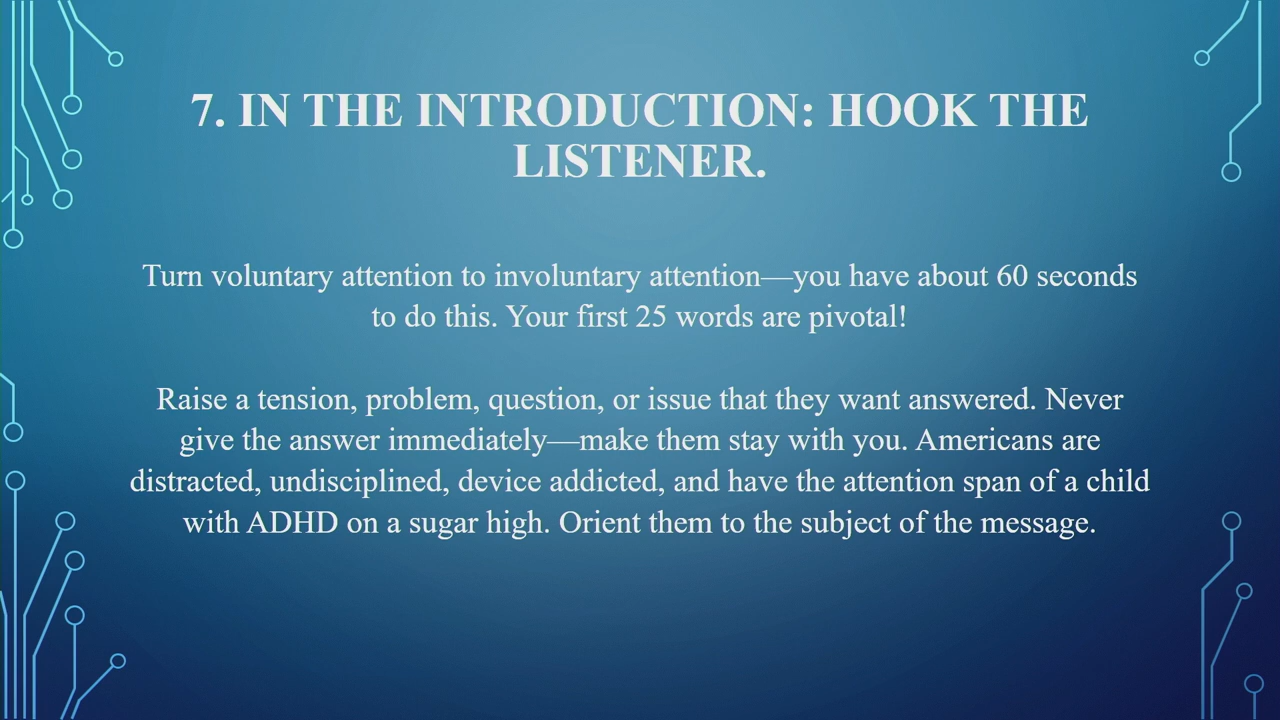 7. IN THE INTRODUCTION: HOOK THE
LISTENER.
Turn voluntary attention to involuntary attention—you have about 60 seconds
to do this. Your first 25 words are pivotal!
Raise a tension, problem, question, or issue that they want answered. Never
give the answer immediately—make them stay with you. Americans are
distracted, undisciplined, device addicted, and have the attention span of a child
with ADHD on a sugar high. Orient them to the subject of the message.